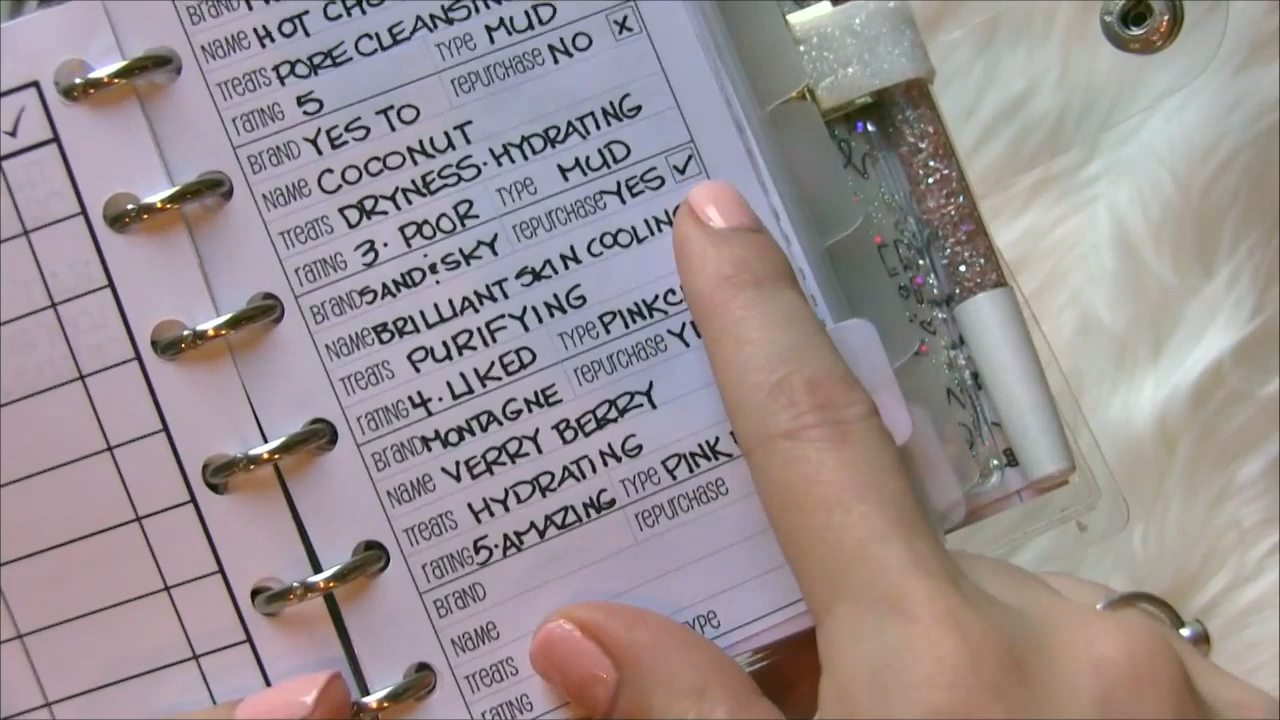 NAME HOT
TREATS PORE CLEANSING
RATING 5 TYPE MUD
BRAND YES TO REPURCHASE NO
NAME COCONUT
TREATS DRYNESS·HYDRATING
RATING 3· POOR TYPE MUD
BRAND SAND & SKY REPURCHASE YES
NAME BRILLIANT SKIN COOLING
TREATS PURIFYING
RATING 4·LIKED TYPE PINK
BRAND MONTAGNE REPURCHASE
NAME VERRY BERRY
TREATS HYDRATING
RATING 5·AMAZING TYPE PINK
BRAND REPURCHASE
NAME
TREATS
RATING